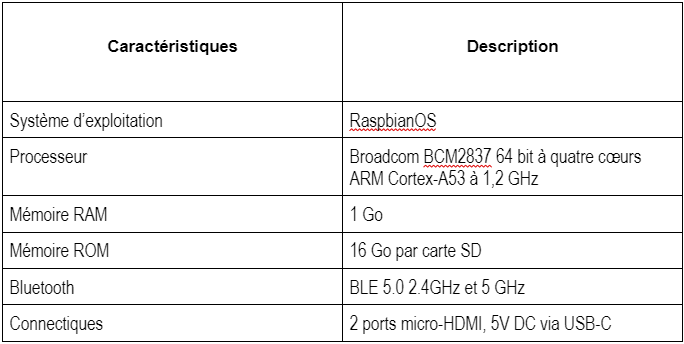 Caractéristiques Description
Système d'exploitation RaspbianOS
Processeur Broadcom BCM2837 64 bit à quatre cœurs
ARM Cortex-A53 à 1,2 GHz
Mémoire RAM 1 Go
Mémoire ROM 16 Go par carte SD
Bluetooth BLE 5.0 2.4GHz et 5 GHz
Connectiques 2 ports micro-HDMI, 5V DC via USB-C